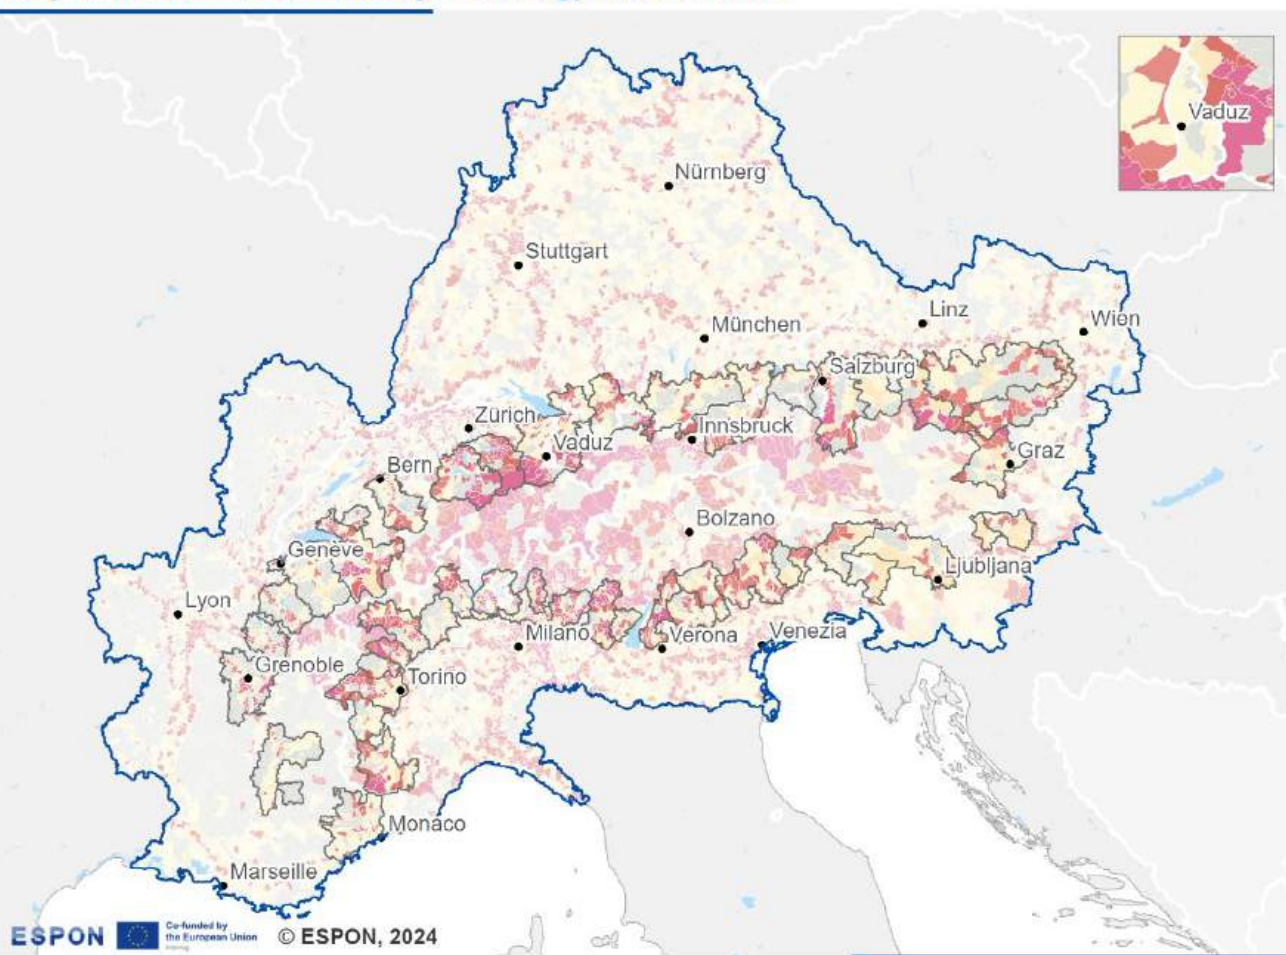 Vaduz
Nürnberg
Stuttgart
Linz
Wien
München
Salzburg
Zürich
Innsbruck
Vaduz
Graz
Bern
Bolzano
Genève
Ljubljana
Lyon
Milano
Verona
Venezia
Grenoble
Torino
Monaco
Marseille
ESPON
Co-funded by
the European Union
© ESPON, 2024